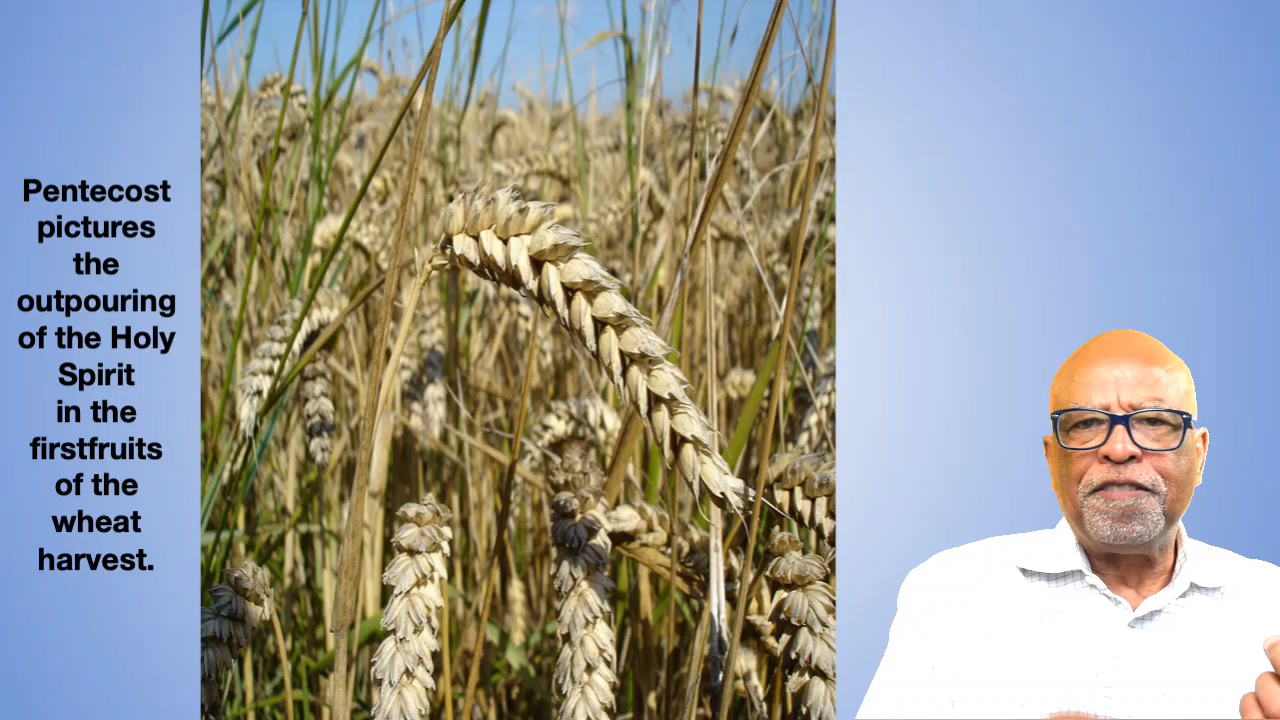 Pentecost
pictures
the
outpouring
of the Holy
Spirit
in the
firstfruits
of the
wheat
harvest.